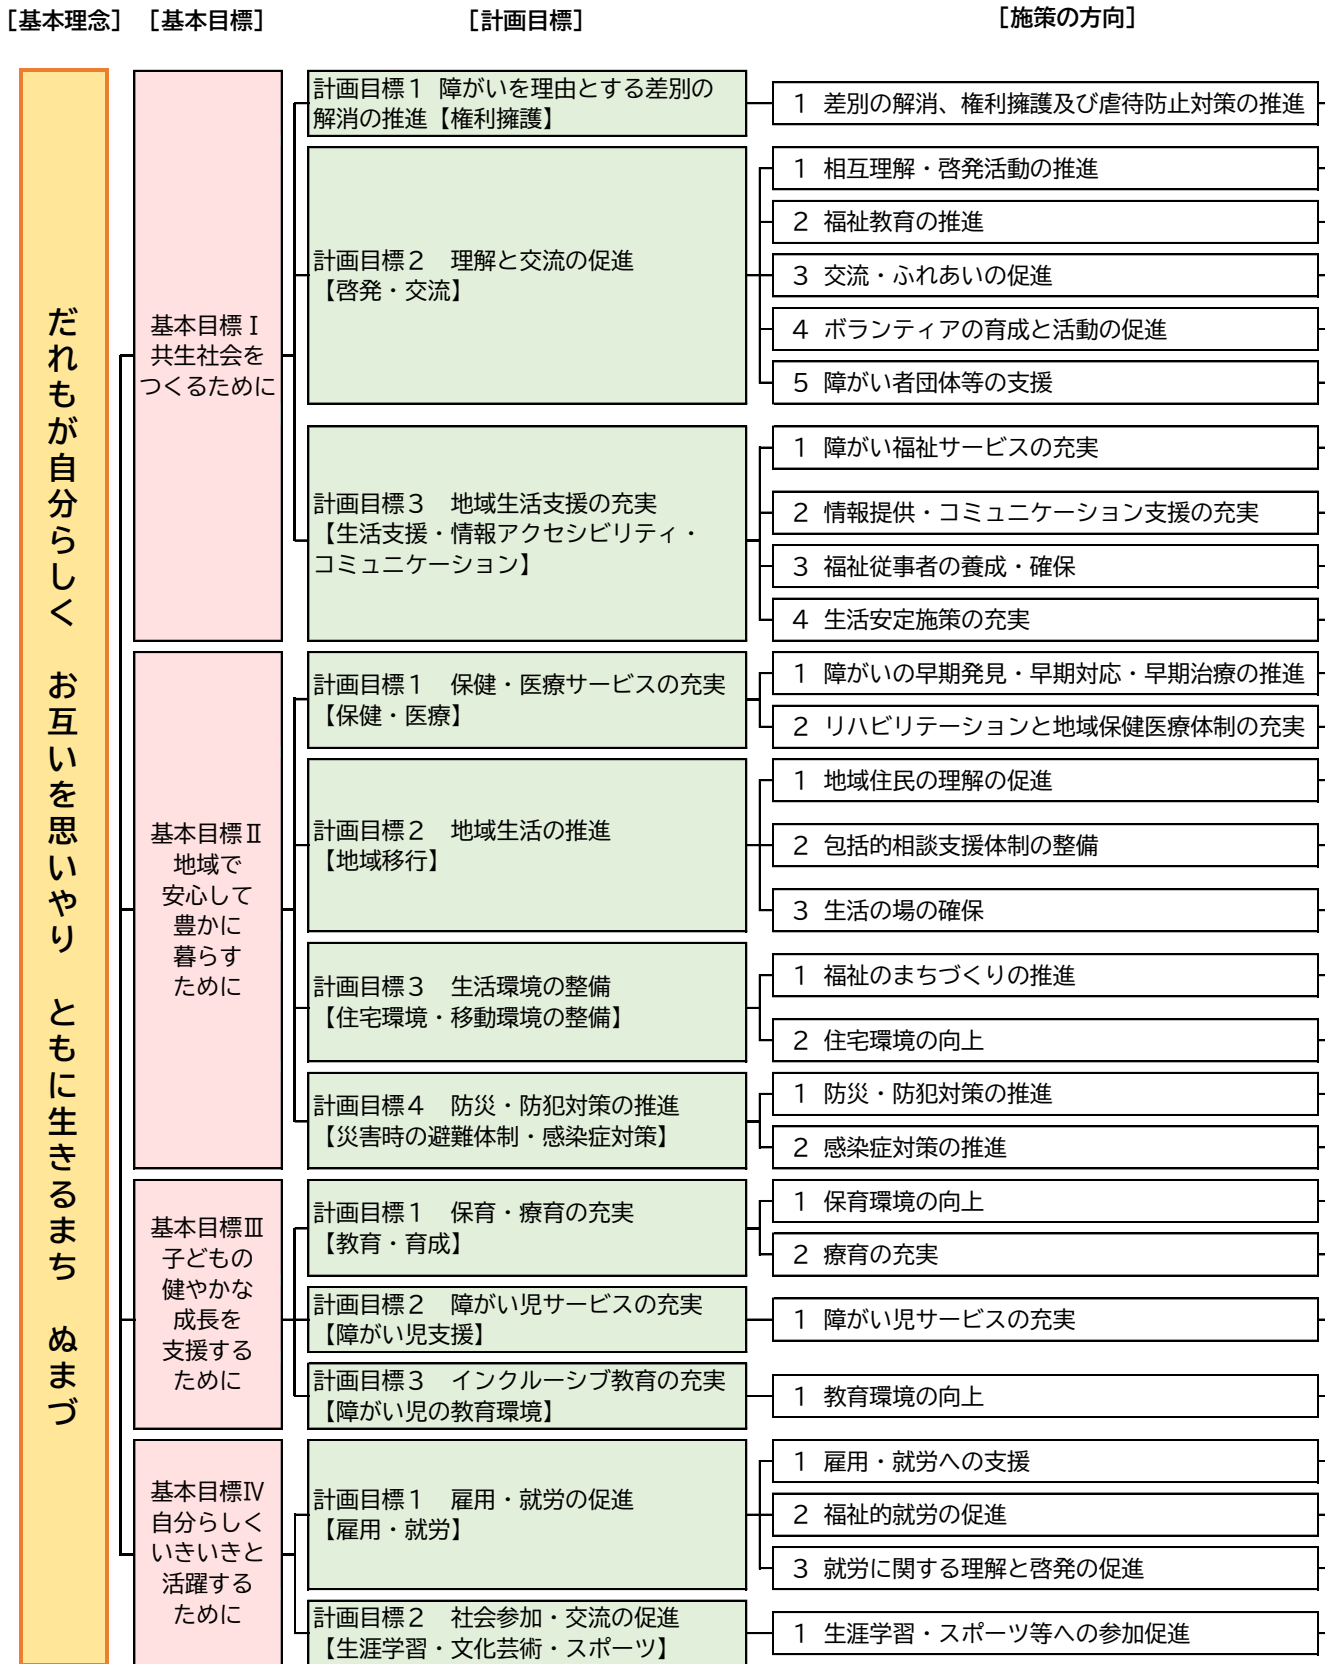 ［基本理念］ ［基本目標］ ［計画目標］ ［施策の方向］
だれもが自分らしく　お互いを思いやり　ともに生きるまち　ぬまづ
基本目標Ⅰ
共生社会を
つくるために
計画目標１ 障がいを理由とする差別の
解消の推進【権利擁護】
１ 差別の解消、権利擁護及び虐待防止対策の推進
計画目標２　理解と交流の促進
【啓発・交流】
１ 相互理解・啓発活動の推進
２ 福祉教育の推進
３ 交流・ふれあいの促進
４ ボランティアの育成と活動の促進
５ 障がい者団体等の支援
計画目標３　地域生活支援の充実
【生活支援・情報アクセシビリティ・
コミュニケーション】
１ 障がい福祉サービスの充実
２ 情報提供・コミュニケーション支援の充実
３ 福祉従事者の養成・確保
４ 生活安定施策の充実
基本目標Ⅱ
地域で
安心して
豊かに
暮らす
ために
計画目標１　保健・医療サービスの充実
【保健・医療】
１ 障がいの早期発見・早期対応・早期治療の推進
２ リハビリテーションと地域保健医療体制の充実
計画目標２　地域生活の推進
【地域移行】
１ 地域住民の理解の促進
２ 包括的相談支援体制の整備
３ 生活の場の確保
計画目標３　生活環境の整備
【住宅環境・移動環境の整備】
１ 福祉のまちづくりの推進
２ 住宅環境の向上
計画目標４　防災・防犯対策の推進
【災害時の避難体制・感染症対策】
１ 防災・防犯対策の推進
２ 感染症対策の推進
基本目標Ⅲ
子どもの
健やかな
成長を
支援する
ために
計画目標１　保育・療育の充実
【教育・育成】
１ 保育環境の向上
２ 療育の充実
計画目標２　障がい児サービスの充実
【障がい児支援】
１ 障がい児サービスの充実
計画目標３　インクルーシブ教育の充実
【障がい児の教育環境】
１ 教育環境の向上
基本目標Ⅳ
自分らしく
いきいきと
活躍する
ために
計画目標１　雇用・就労の促進
【雇用・就労】
１ 雇用・就労への支援
２ 福祉的就労の促進
３ 就労に関する理解と啓発の促進
計画目標２　社会参加・交流の促進
【生涯学習・文化芸術・スポーツ】
１ 生涯学習・スポーツ等への参加促進